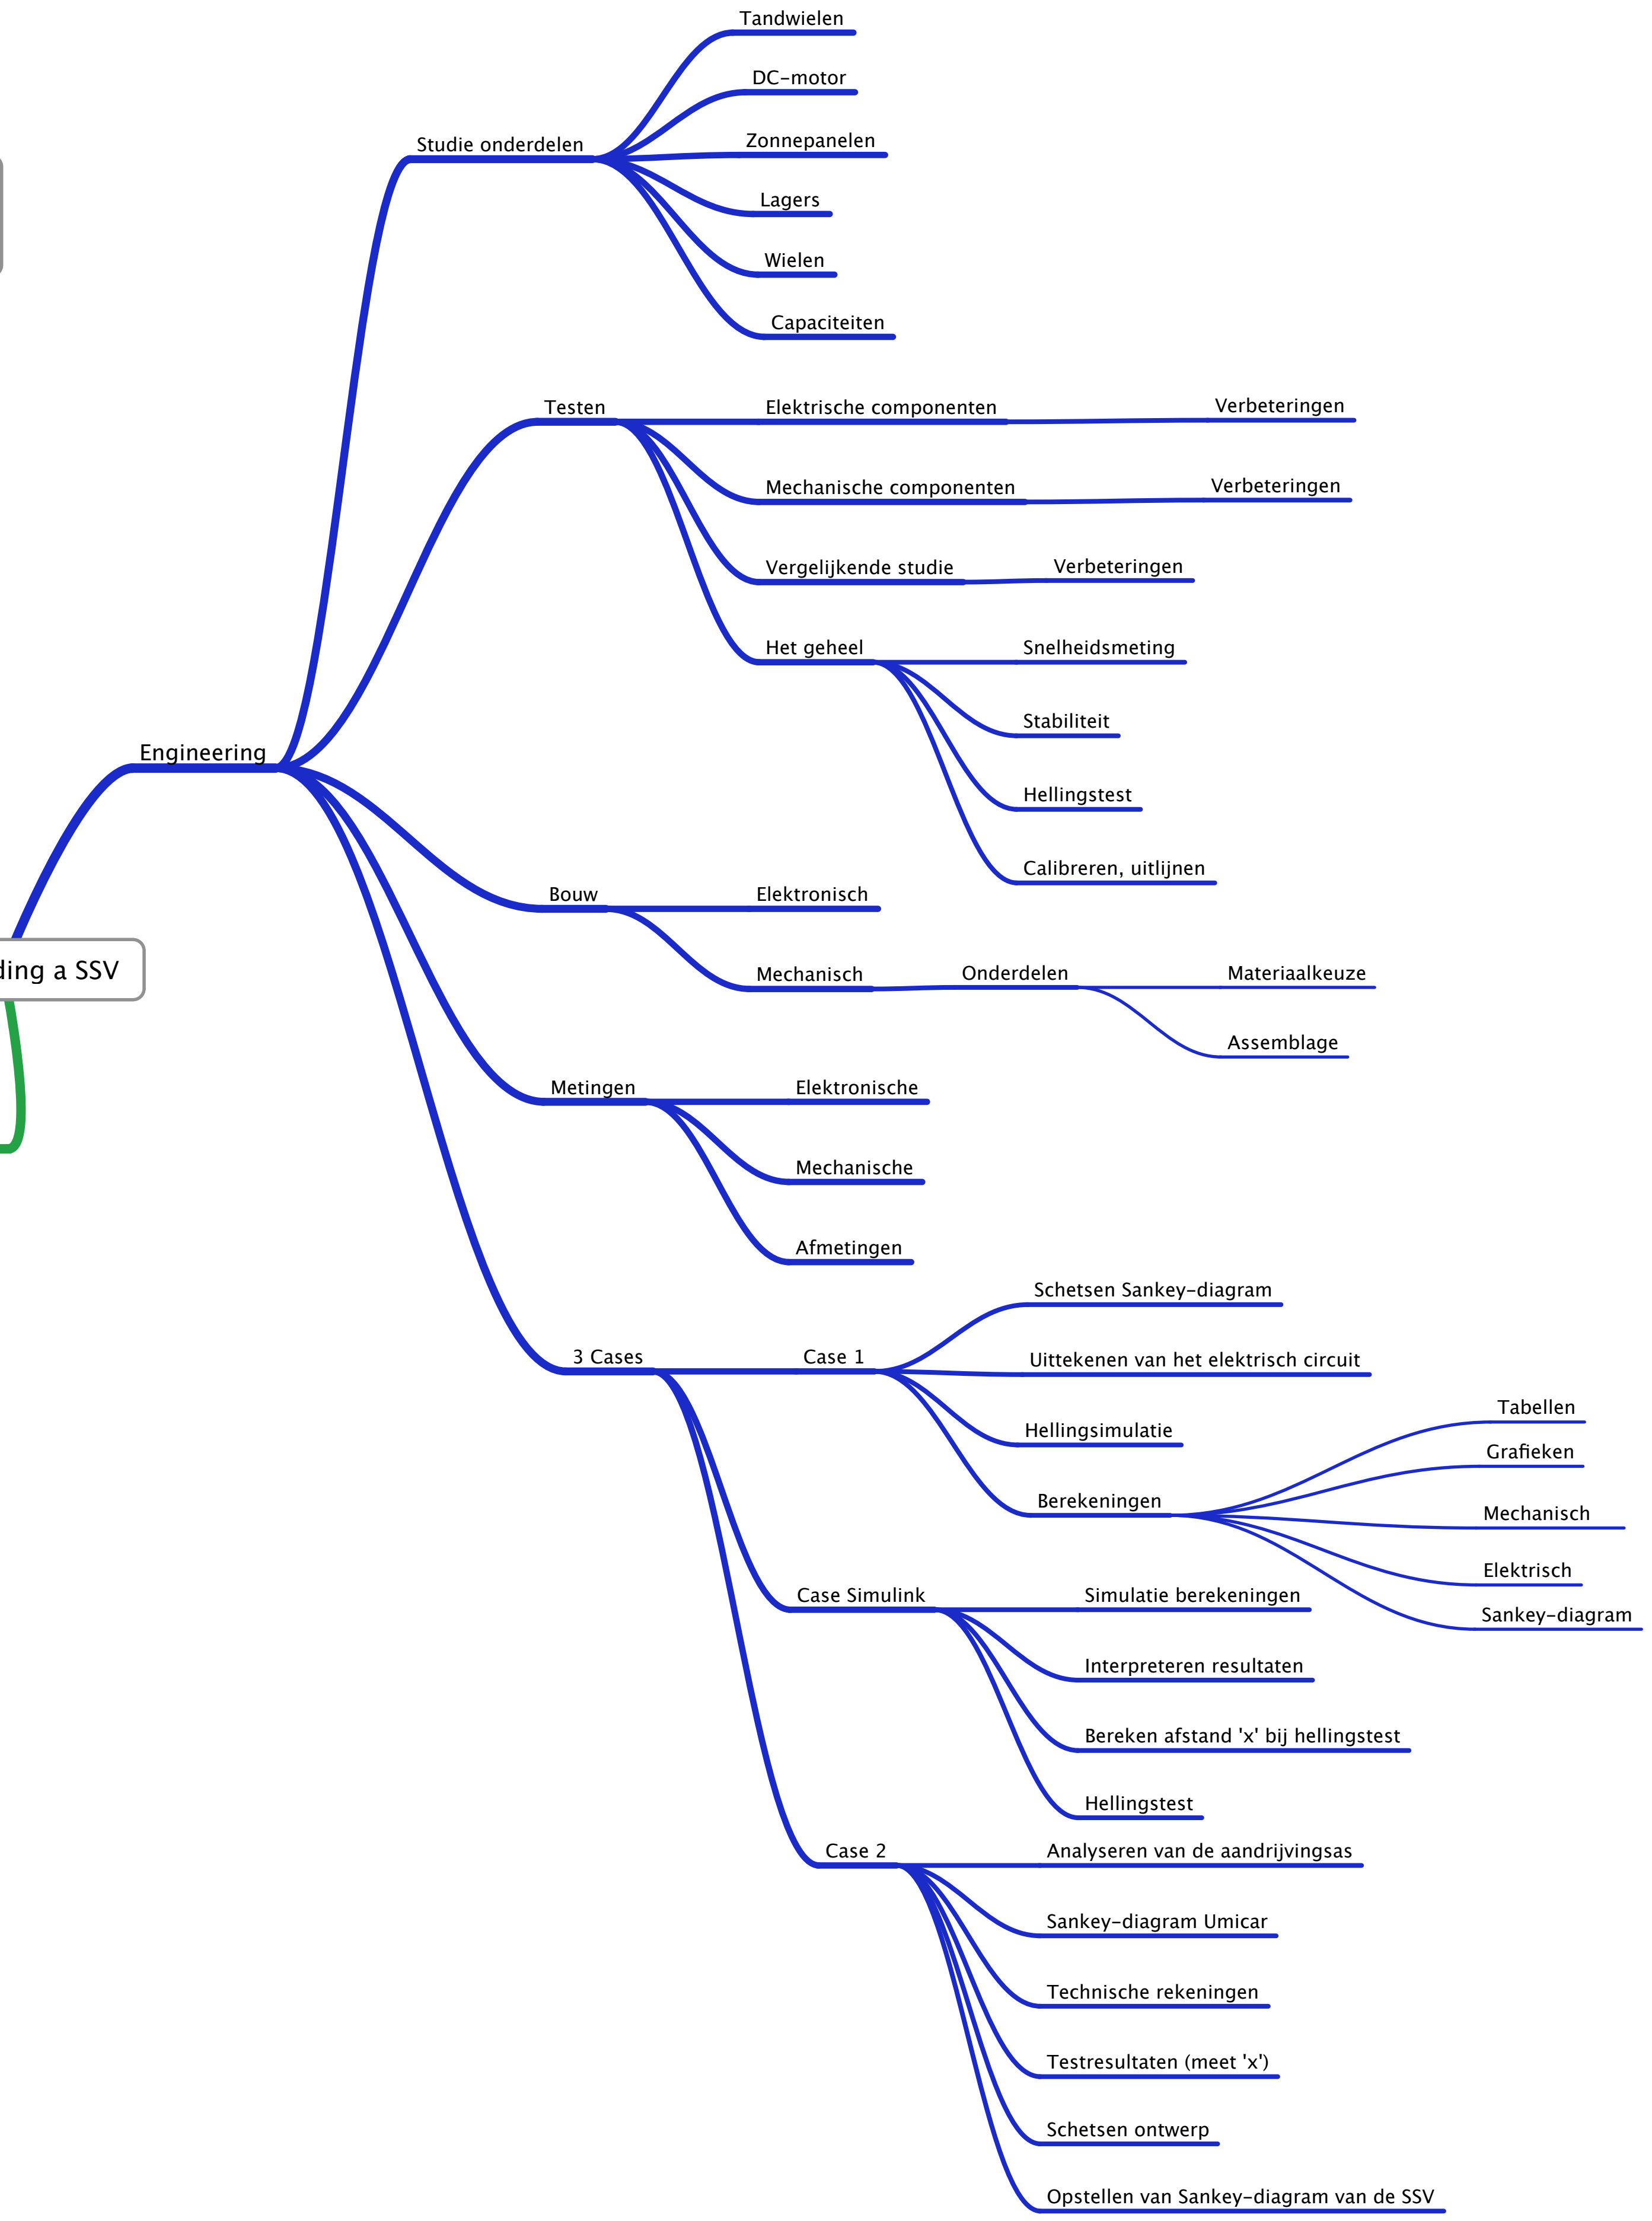 Tandwielen
DC-motor
Studie onderdelen
Zonnepanelen
Lagers
Wielen
Capaciteiten
Testen
Elektrische componenten
Verbeteringen
Mechanische componenten
Verbeteringen
Vergelijkende studie
Verbeteringen
Het geheel
Snelheidsmeting
Stabiliteit
Hellingstest
Calibreren, uitlijnen
Engineering
Bouw
Elektronisch
Mechanisch
Onderdelen
Materiaalkeuze
Assemblage
ding a SSV
Metingen
Elektronische
Mechanische
Afmetingen
3 Cases
Case 1
Schetsen Sankey-diagram
Uittekenen van het elektrisch circuit
Hellingsimulatie
Berekeningen
Tabellen
Grafieken
Mechanisch
Elektrisch
Sankey-diagram
Case Simulink
Simulatie berekeningen
Interpreteren resultaten
Bereken afstand 'x' bij hellingstest
Hellingstest
Case 2
Analyseren van de aandrijvingsas
Sankey-diagram Umicar
Technische rekeningen
Testresultaten (meet 'x')
Schetsen ontwerp
Opstellen van Sankey-diagram van de SSV